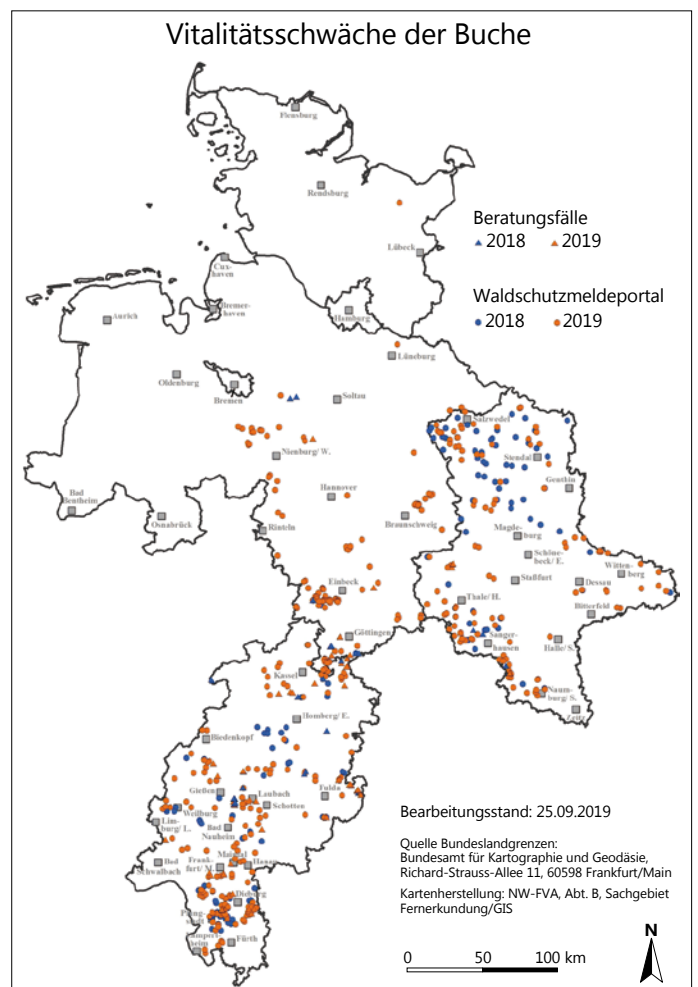 Vitalitätsschwäche der Buche
Flensburg
Rendsburg
Lübeck
Beratungsfälle
2018 2019
Waldschutzmeldeportal
2018 2019
Cux-
haven
Bremer-
haven
Aurich
Hamburg
Lüneburg
Oldenburg
Bremen
Soltau
Salzwedel
Stendal
Nienburg/ W.
Genthin
Bad
Bentheim
Osnabrück
Hannover
Rinteln
Braunschweig
Magde-
burg
Schöne-
beck/ E.
Witten-
berg
Einbeck
Staßfurt
Dessau
Thale/ H.
Bitterfeld
Göttingen
Sanger-
hausen
Halle/ S.
Kassel
Naum-
burg/ S.
Zeitz
Homberg/ E.
Biedenkopf
Gießen
Laubach
Fulda
Schotten
Weilburg
Lim-
burg/ L.
Bad
Nauheim
Bad
Schwalbach
Frank-
furt/ M.
Maintal
Hanau
Dieburg
Pfung-
stadt
Lampert-
heim
Fürth
Bearbeitungsstand: 25.09.2019
Quelle Bundeslandgrenzen:
Bundesamt für Kartographie und Geodäsie,
Richard-Strauss-Allee 11, 60598 Frankfurt/Main
Kartenherstellung: NW-FVA, Abt. B, Sachgebiet
Fernerkundung/GIS
N
0 50 100 km